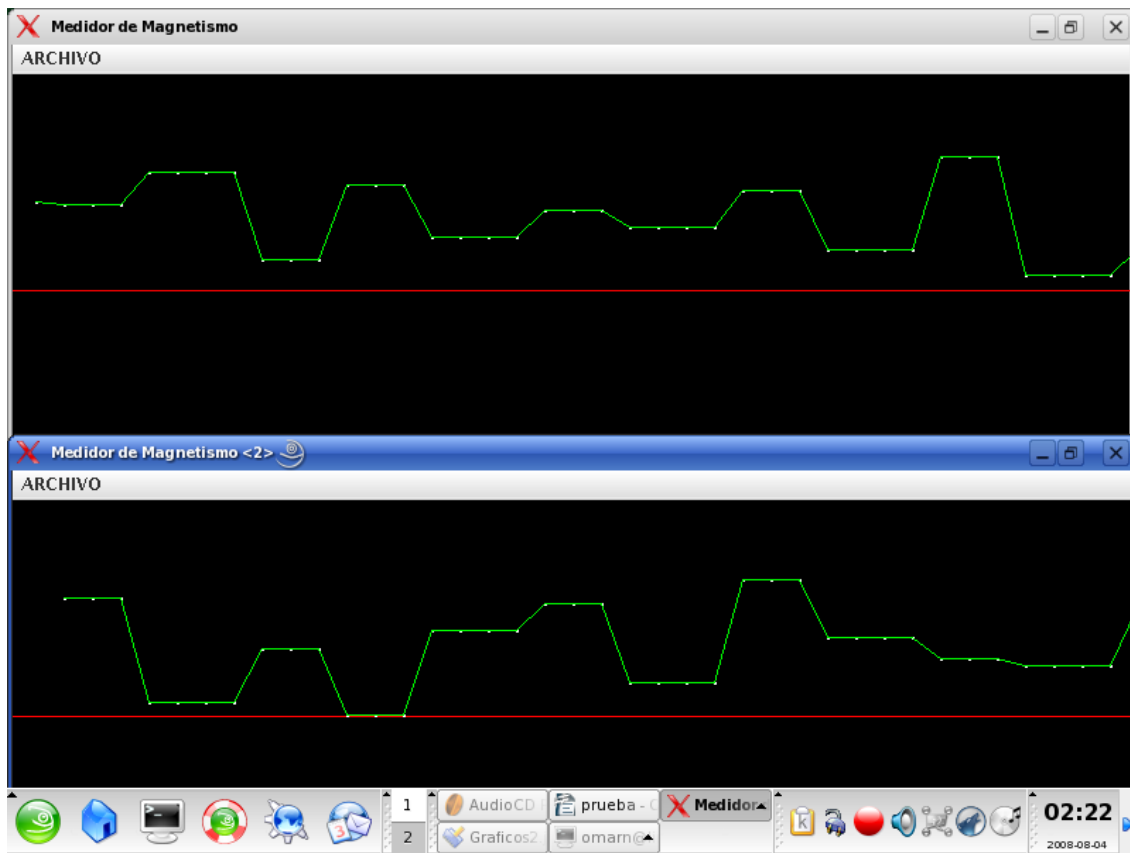 Medidor de Magnetismo
ARCHIVO
Medidor de Magnetismo <2>
ARCHIVO
1
AudioCD
prueba -
Medidor
02:22
2
Graficos2
omarn@
2008-08-04
3